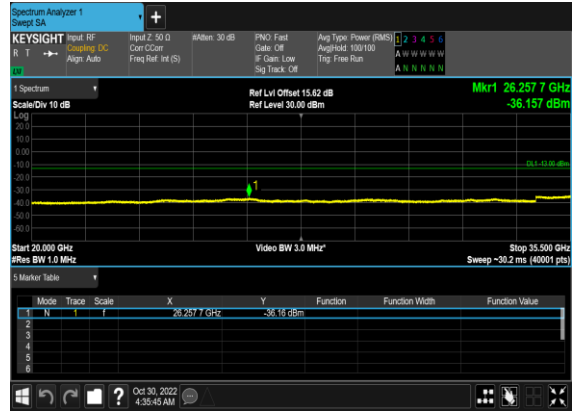 Spectrum Analyzer 1
Swept SA
+
KEYSIGHT Input: RF Input Z: 50 Ω #Atten: 30 dB PNO: Fast Avg Type: Power (RMS) 1 2 3 4 5 6
R T Coupling: DC Corr CCorr Gate: Off Avg|Hold: 100/100 A W W W W W
Align: Auto Freq Ref: Int (S) IF Gain: Low Trig: Free Run
Sig Track: Off A N N N N N
1 Spectrum Ref Lvl Offset 15.62 dB Mkr1 26.257 7 GHz
Scale/Div 10 dB Ref Level 30.00 dBm -36.157 dBm
Log
20.0
10.0
0.00
-10.0 DL1 -13.00 dBm
-20.0
-30.0 1
-40.0
-50.0
-60.0
Start 20.000 GHz Video BW 3.0 MHz* Stop 35.500 GHz
#Res BW 1.0 MHz Sweep ~30.2 ms (40001 pts)
5 Marker Table
Mode Trace Scale X Y Function Function Width Function Value
1 N 1 f 26.257 7 GHz -36.16 dBm
2
3
4
5
6
? Oct 30, 2022
4:35:45 AM